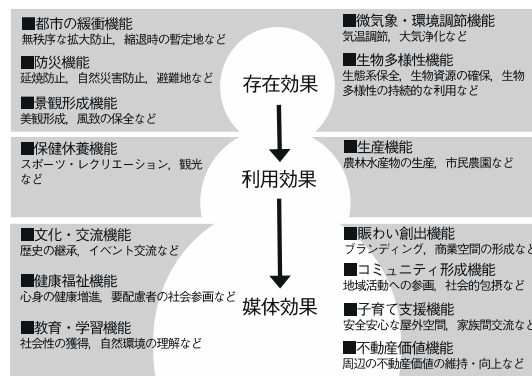 ■都市の緩衝機能
無秩序な拡大防止，縮退時の暫定地など
■防災機能
延焼防止，自然災害防止，避難地など
■景観形成機能
美観形成，風致の保全など
■微気象・環境調節機能
気温調節，大気浄化など
■生物多様性機能
生態系保全，生物資源の確保，生物
多様性の持続的な利用など
存在効果
■保健休養機能
スポーツ・レクリエーション，観光
など
■生産機能
農林水産物の生産，市民農園など
利用効果
■文化・交流機能
歴史の継承，イベント交流など
■健康福祉機能
心身の健康増進，要配慮者の社会参画など
■教育・学習機能
社会性の獲得，自然環境の理解など
■賑わい創出機能
ブランディング，商業空間の形成など
■コミュニティ形成機能
地域活動への参画，社会的包摂など
■子育て支援機能
安全安心な屋外空間，家族間交流など
■不動産価値機能
周辺の不動産価値の維持・向上など
媒体効果